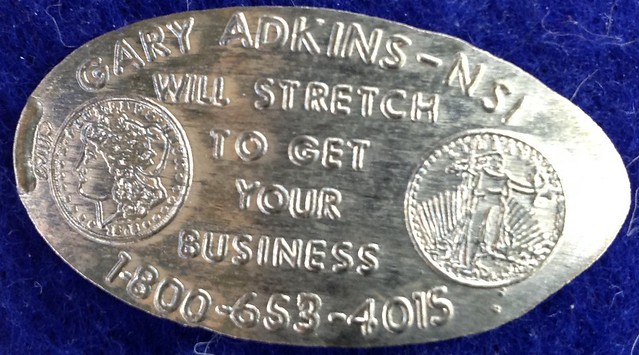 GARY ADKINS-NSI
WILL STRETCH
TO GET
YOUR
BUSINESS
1-800-653-4015